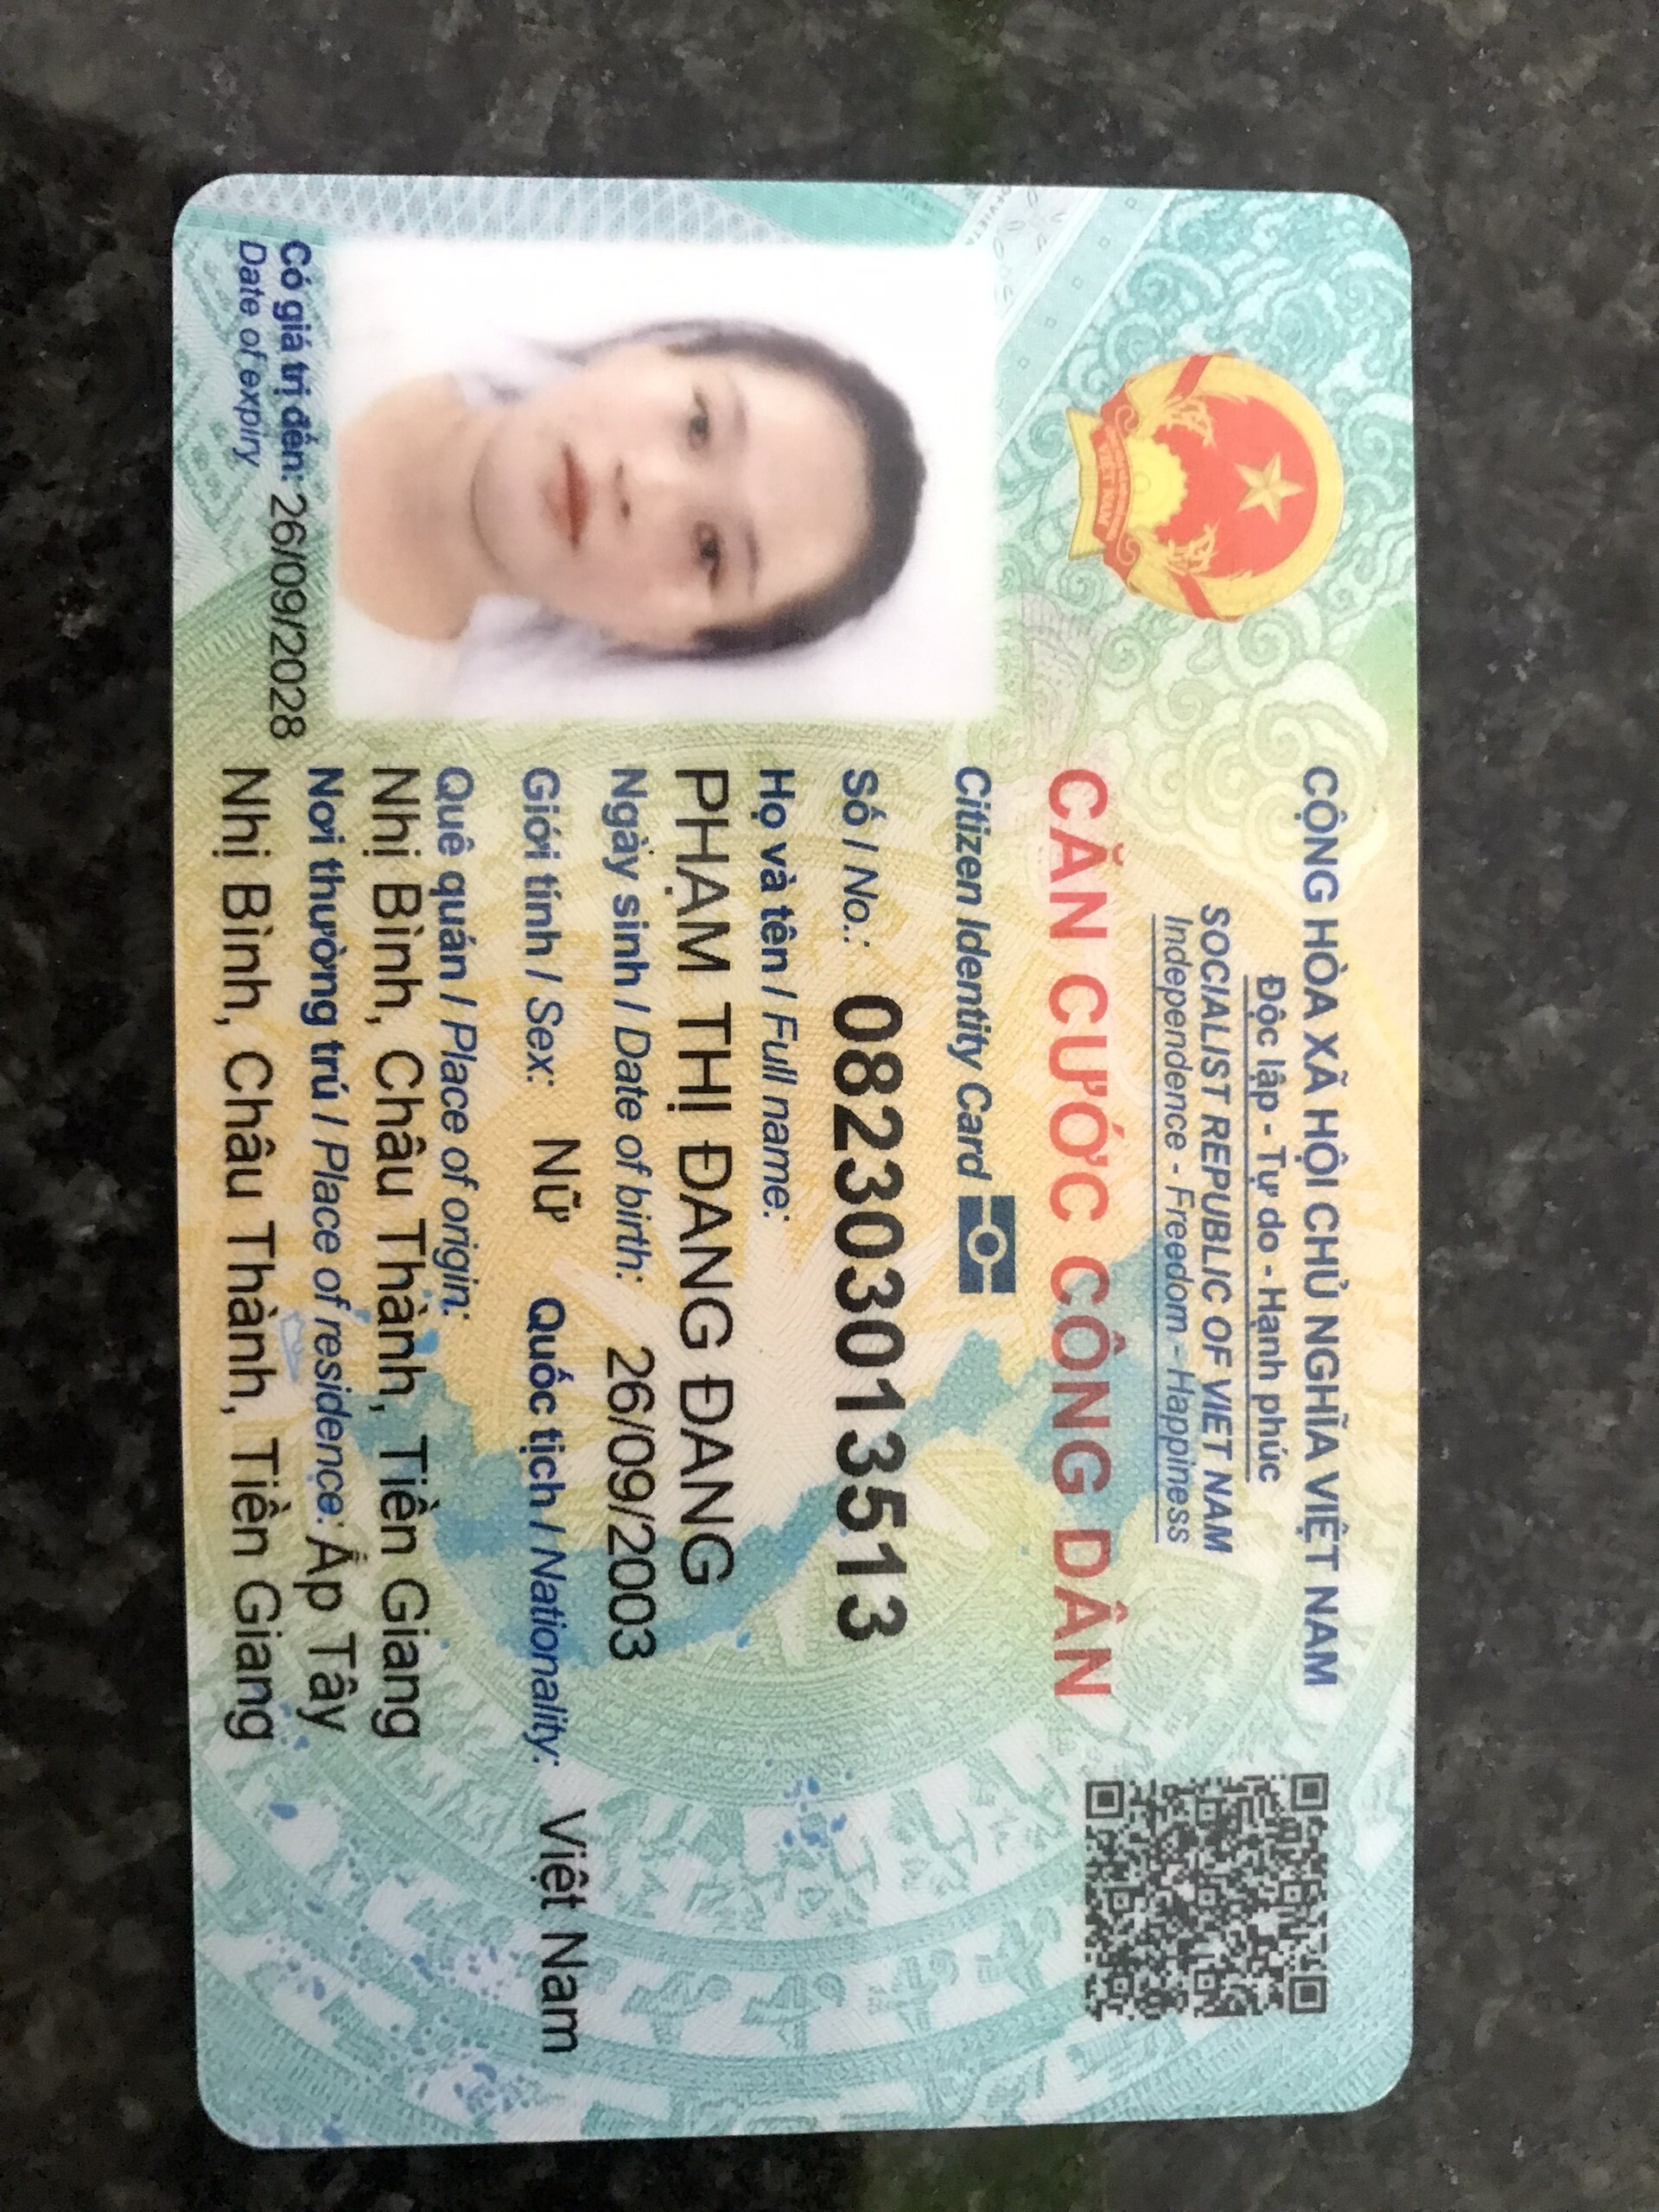 CỘNG HÒA XÃ HỘI CHỦ NGHĨA VIỆT NAM
Độc lập - Tự do - Hạnh phúc
SOCIALIST REPUBLIC OF VIET NAM
Independence - Freedom - Happiness
CĂN CƯỚC CÔNG DÂN
Citizen Identity Card
Số / No.: 082303013513
Họ và tên / Full name:
PHẠM THỊ ĐANG ĐANG
Ngày sinh / Date of birth: 26/09/2003
Giới tính / Sex: Nữ Quốc tịch / Nationality: Việt Nam
Quê quán / Place of origin:
Nhị Bình, Châu Thành, Tiền Giang
Nơi thường trú / Place of residence: Ấp Tây
Nhị Bình, Châu Thành, Tiền Giang
Có giá trị đến: 26/09/2028
Date of expiry